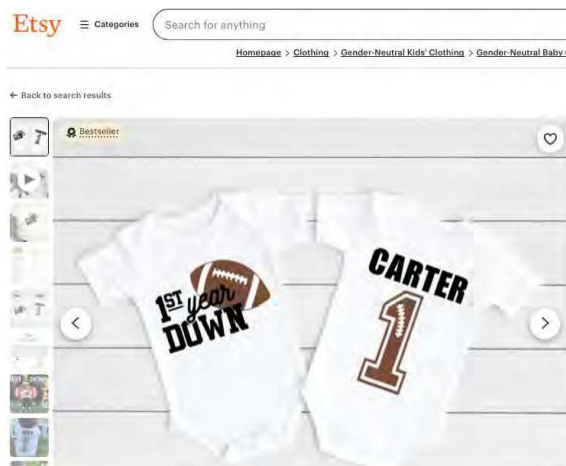 Etsy
Categories
Search for anything
Homepage > Clothing > Gender-Neutral Kids' Clothing > Gender-Neutral Baby
← Back to search results
Bestseller
1ST year
DOWN
CARTER
1